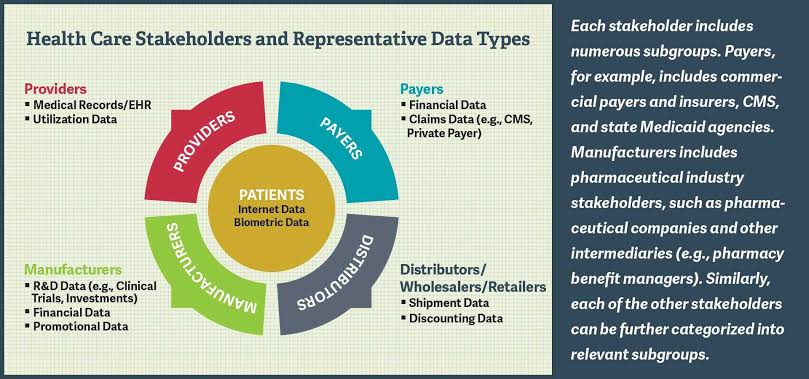 Health Care Stakeholders and Representative Data Types
Providers
▪ Medical Records/EHR
▪ Utilization Data
Payers
▪ Financial Data
▪ Claims Data (e.g., CMS,
Private Payer)
PROVIDERS
PAYERS
PATIENTS
Internet Data
Biometric Data
MANUFACTURERS
DISTRIBUTORS
Manufacturers
▪ R&D Data (e.g., Clinical
Trials, Investments)
▪ Financial Data
▪ Promotional Data
Distributors/
Wholesalers/Retailers
▪ Shipment Data
▪ Discounting Data
Each stakeholder includes
numerous subgroups. Payers,
for example, includes commer-
cial payers and insurers, CMS,
and state Medicaid agencies.
Manufacturers includes
pharmaceutical industry
stakeholders, such as pharma-
ceutical companies and other
intermediaries (e.g., pharmacy
benefit managers). Similarly,
each of the other stakeholders
can be further categorized into
relevant subgroups.